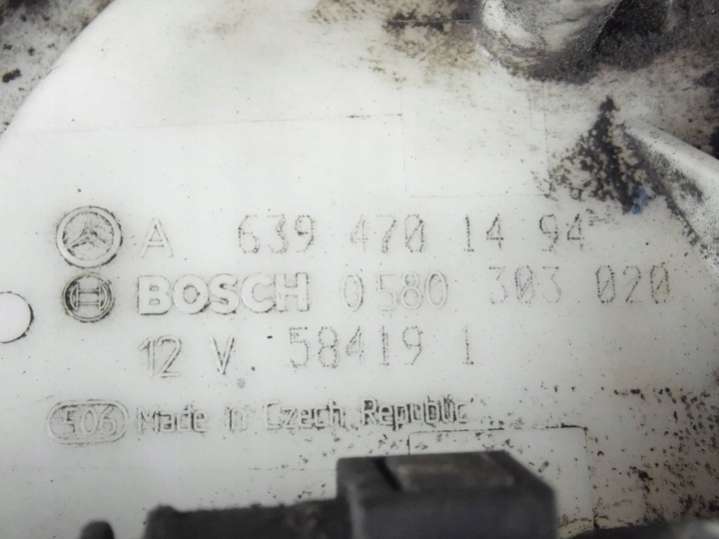 A 639 470 14 94
BOSCH 0 580 303 020
12 V 58419 1
506 Made in Czech Republic